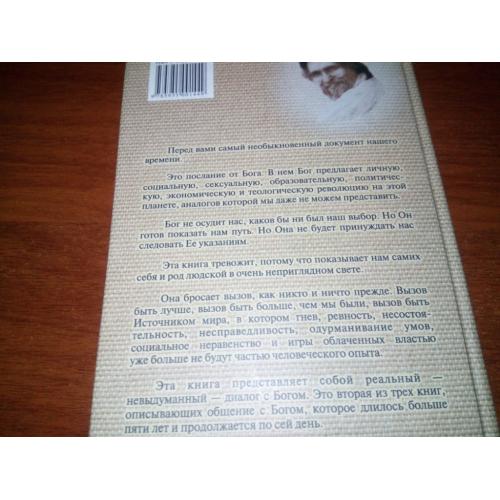 Перед вами самый необыкновенный документ нашего
времени.
Это послание от Бога. В нем Бог предлагает личную,
социальную, сексуальную, образовательную, политичес-
кую, экономическую и теологическую революцию на этой
планете, аналогов которой мы даже не можем представить.
Бог не осудит нас, каков бы ни был наш выбор. Но Он
готов показать нам путь. Но Она не будет принуждать нас
следовать Ее указаниям.
Эта книга тревожит, потому что показывает нам самих
себя и род людской в очень неприглядном свете.
Она бросает вызов, как никто и ничто прежде. Вызов
быть лучше, вызов быть больше, чем мы были, вызов быть
Источником мира, в котором гнев, ревность, несостоя-
тельность, несправедливость, одурманивание умов,
социальное неравенство и игры облаченных властью
уже больше не будут частью человеческого опыта.
Эта книга представляет собой реальный —
невыдуманный — диалог с Богом. Это вторая из трех книг,
описывающих общение с Богом, которое длилось больше
пяти лет и продолжается по сей день.